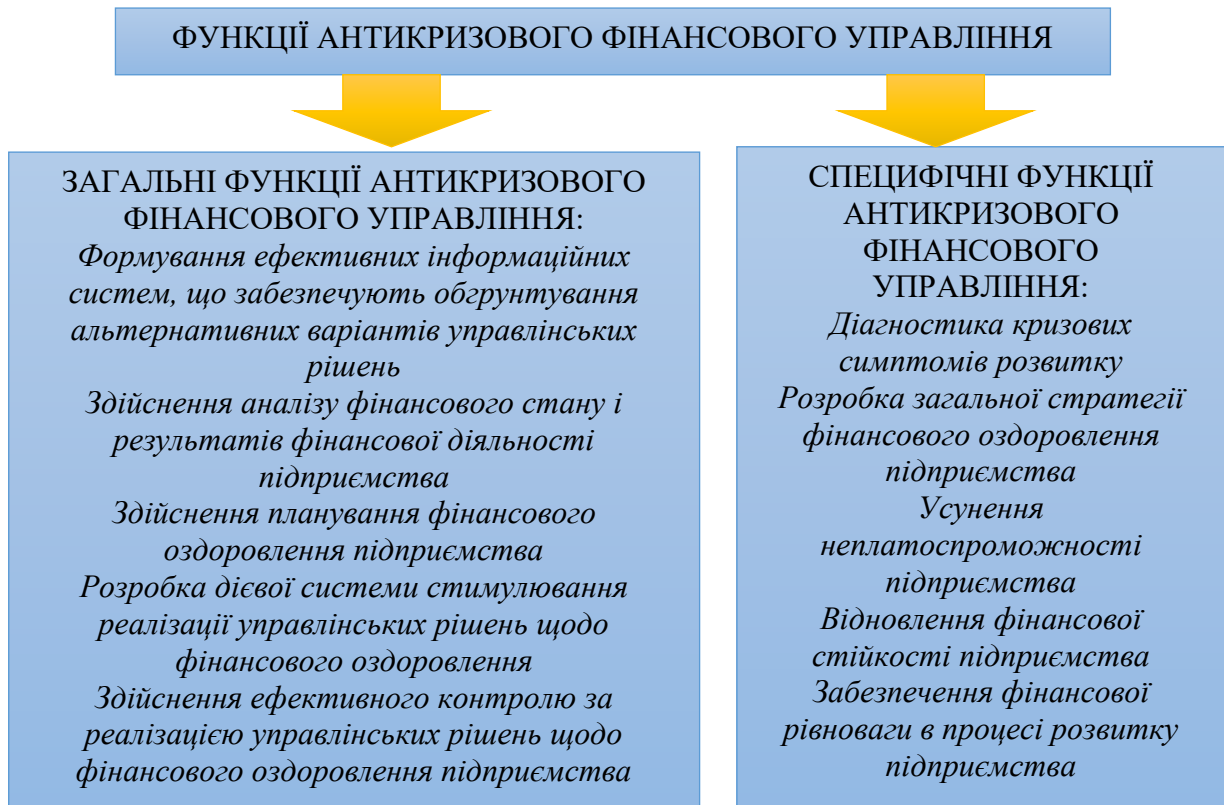 ФУНКЦІЇ АНТИКРИЗОВОГО ФІНАНСОВОГО УПРАВЛІННЯ
ЗАГАЛЬНІ ФУНКЦІЇ АНТИКРИЗОВОГО
ФІНАНСОВОГО УПРАВЛІННЯ:
Формування ефективних інформаційних
систем, що забезпечують обгрунтування
альтернативних варіантів управлінських
рішень
Здійснення аналізу фінансового стану і
результатів фінансової діяльності
підприємства
Здійснення планування фінансового
оздоровлення підприємства
Розробка дієвої системи стимулювання
реалізації управлінських рішень щодо
фінансового оздоровлення
Здійснення ефективного контролю за
реалізацією управлінських рішень щодо
фінансового оздоровлення підприємства
СПЕЦИФІЧНІ ФУНКЦІЇ
АНТИКРИЗОВОГО
ФІНАНСОВОГО
УПРАВЛІННЯ:
Діагностика кризових
симптомів розвитку
Розробка загальної стратегії
фінансового оздоровлення
підприємства
Усунення
неплатоспроможності
підприємства
Відновлення фінансової
стійкості підприємства
Забезпечення фінансової
рівноваги в процесі розвитку
підприємства